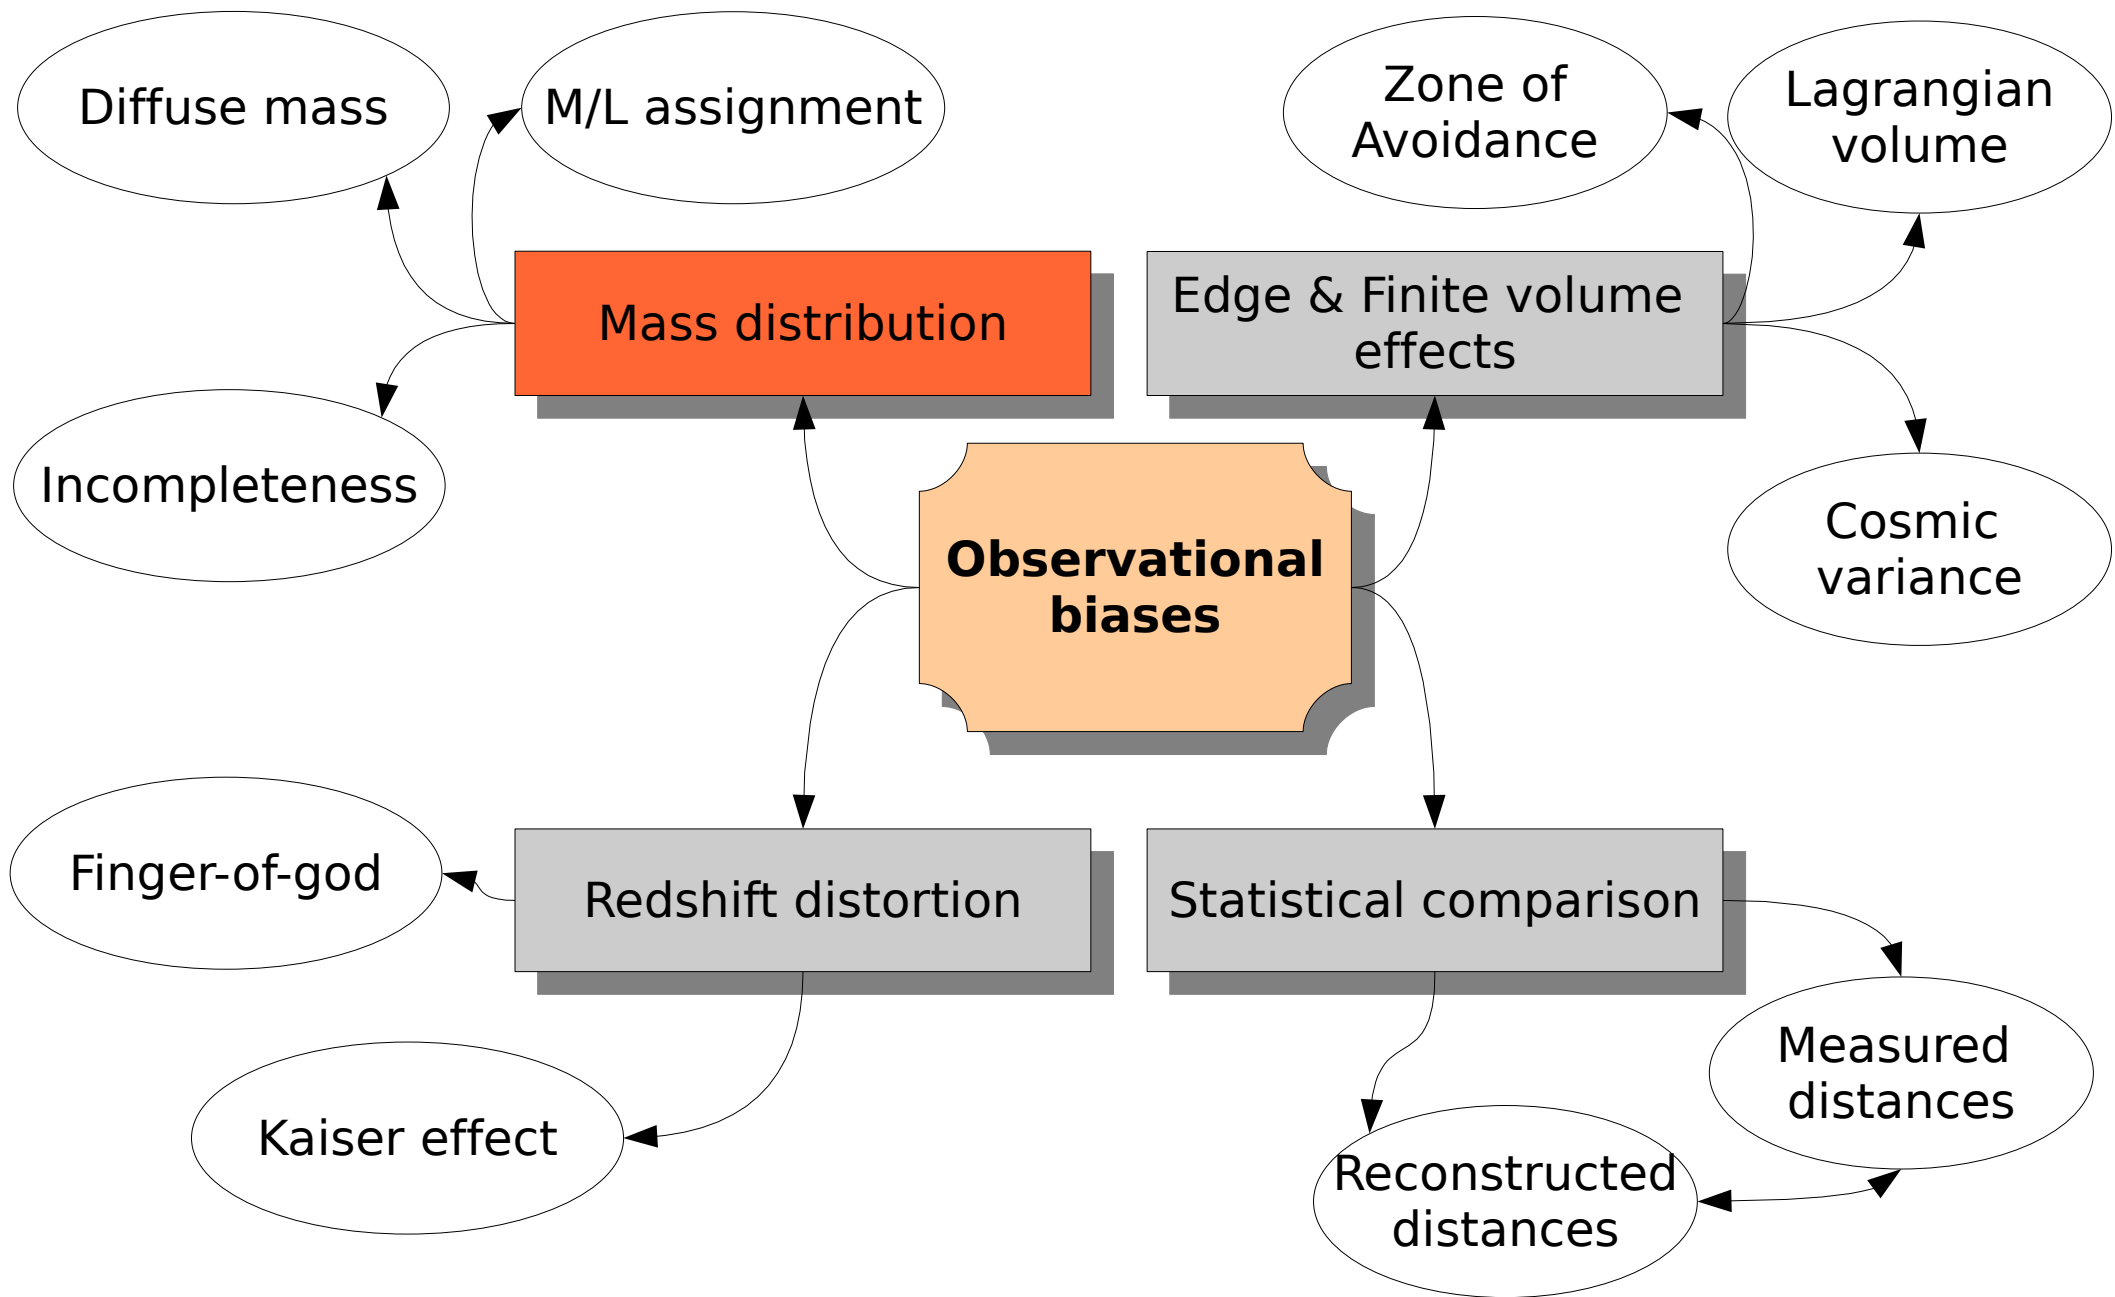 Diffuse mass
M/L assignment
Zone of
Avoidance
Lagrangian
volume
Mass distribution
Edge & Finite volume
effects
Incompleteness
Observational
biases
Cosmic
variance
Finger-of-god
Redshift distortion
Statistical comparison
Kaiser effect
Measured
distances
Reconstructed
distances